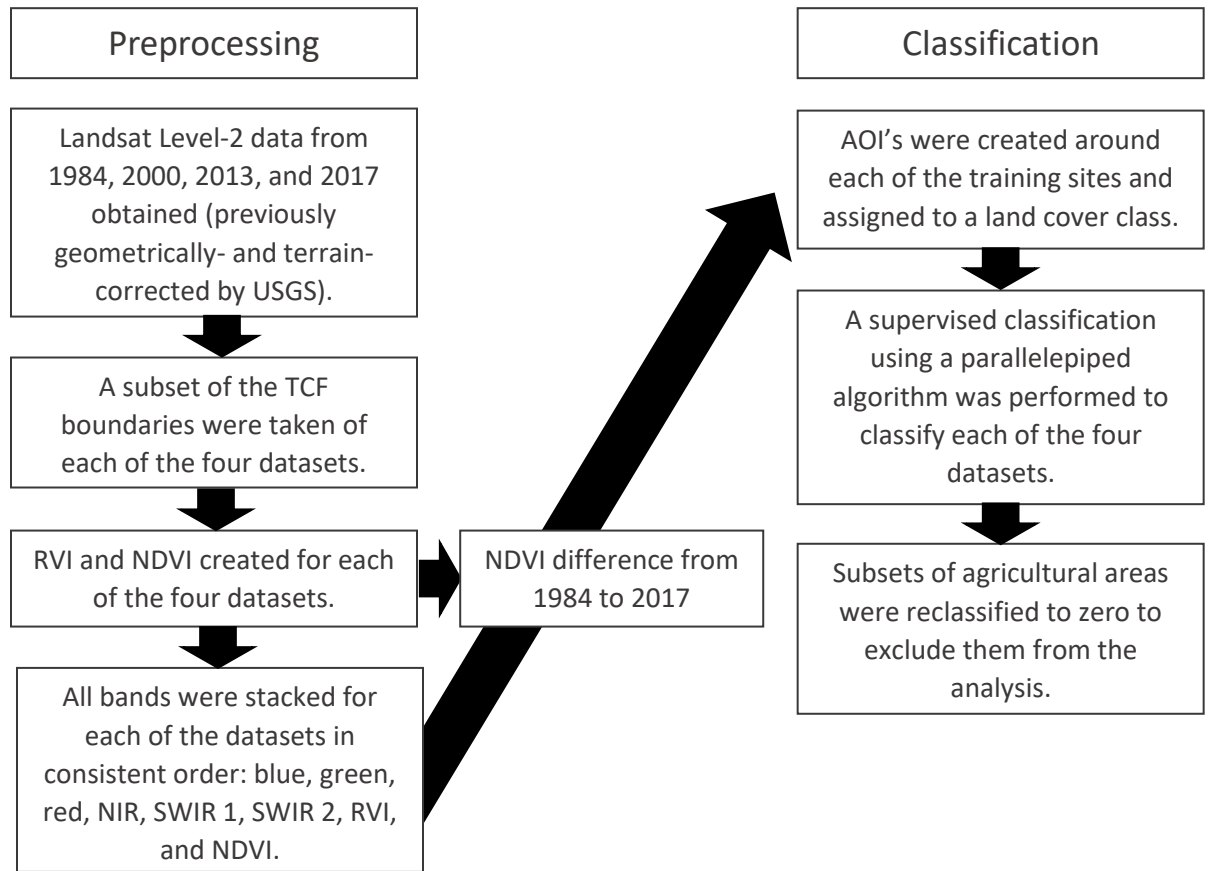 Preprocessing
Landsat Level-2 data from
1984, 2000, 2013, and 2017
obtained (previously
geometrically- and terrain-
corrected by USGS).
A subset of the TCF
boundaries were taken of
each of the four datasets.
RVI and NDVI created for each
of the four datasets.
NDVI difference from
1984 to 2017
All bands were stacked for
each of the datasets in
consistent order: blue, green,
red, NIR, SWIR 1, SWIR 2, RVI,
and NDVI.
Classification
AOI’s were created around
each of the training sites and
assigned to a land cover class.
A supervised classification
using a parallelepiped
algorithm was performed to
classify each of the four
datasets.
Subsets of agricultural areas
were reclassified to zero to
exclude them from the
analysis.